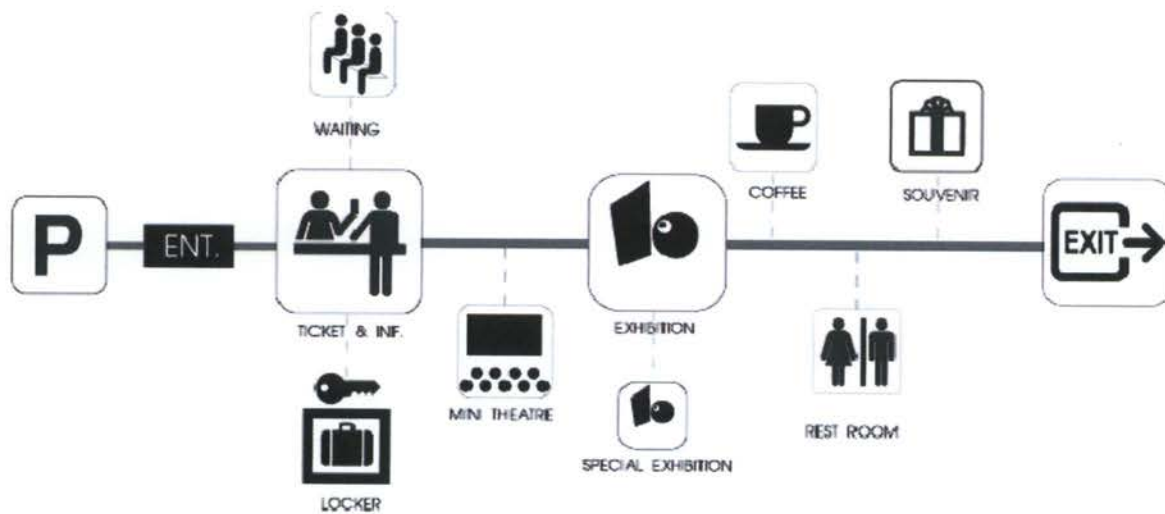 WAITING
COFFEE
SOUVENIR
P
ENT.
EXIT
TICKET & INF.
EXHIBITION
MINI THEATRE
REST ROOM
SPECIAL EXHIBITION
LOCKER